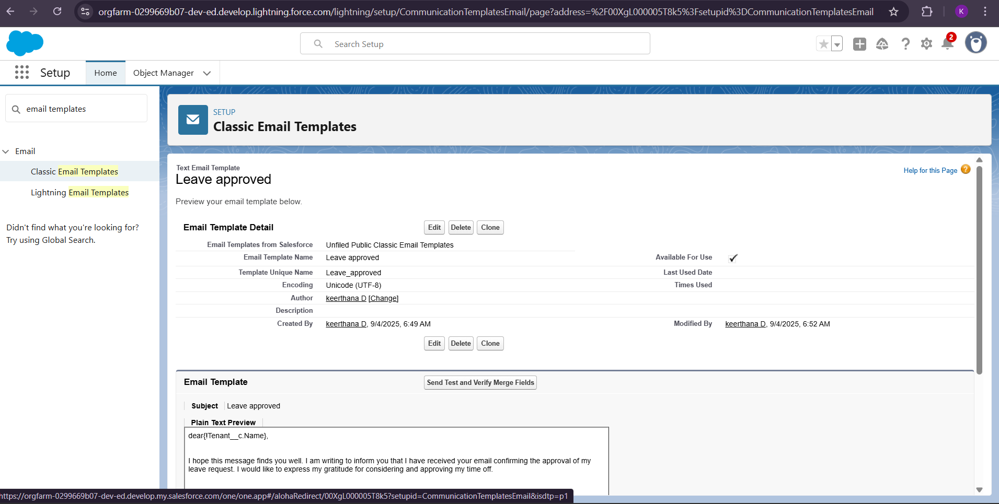 orgfarm-0299669b07-dev-ed.develop.lightning.force.com/lightning/setup/CommunicationTemplatesEmail/page?address=%2F00XgL000005T8k5%3Fsetupid%3DCommunicationTemplatesEmail
K
Search Setup
2
Setup
Home
Object Manager
email templates
Email
Classic Email Templates
Lightning Email Templates
Didn't find what you're looking for?
Try using Global Search.
SETUP
Classic Email Templates
Text Email Template
Leave approved
Help for this Page ?
Preview your email template below.
Email Template Detail
Edit Delete Clone
Email Templates from Salesforce Unfiled Public Classic Email Templates
Email Template Name Leave approved Available For Use
Template Unique Name Leave_approved Last Used Date
Encoding Unicode (UTF-8) Times Used
Author keerthana D [Change]
Description
Created By keerthana D, 9/4/2025, 6:49 AM Modified By keerthana D, 9/4/2025, 6:52 AM
Edit Delete Clone
Email Template
Send Test and Verify Merge Fields
Subject Leave approved
Plain Text Preview
dear{!Tenant__c.Name},
I hope this message finds you well. I am writing to inform you that I have received your email confirming the approval of my
leave request. I would like to express my gratitude for considering and approving my time off.
https://orgfarm-0299669b07-dev-ed.develop.my.salesforce.com/one/one.app#/alohaRedirect/00XgL000005T8k5?setupid=CommunicationTemplatesEmail&isdtp=p1